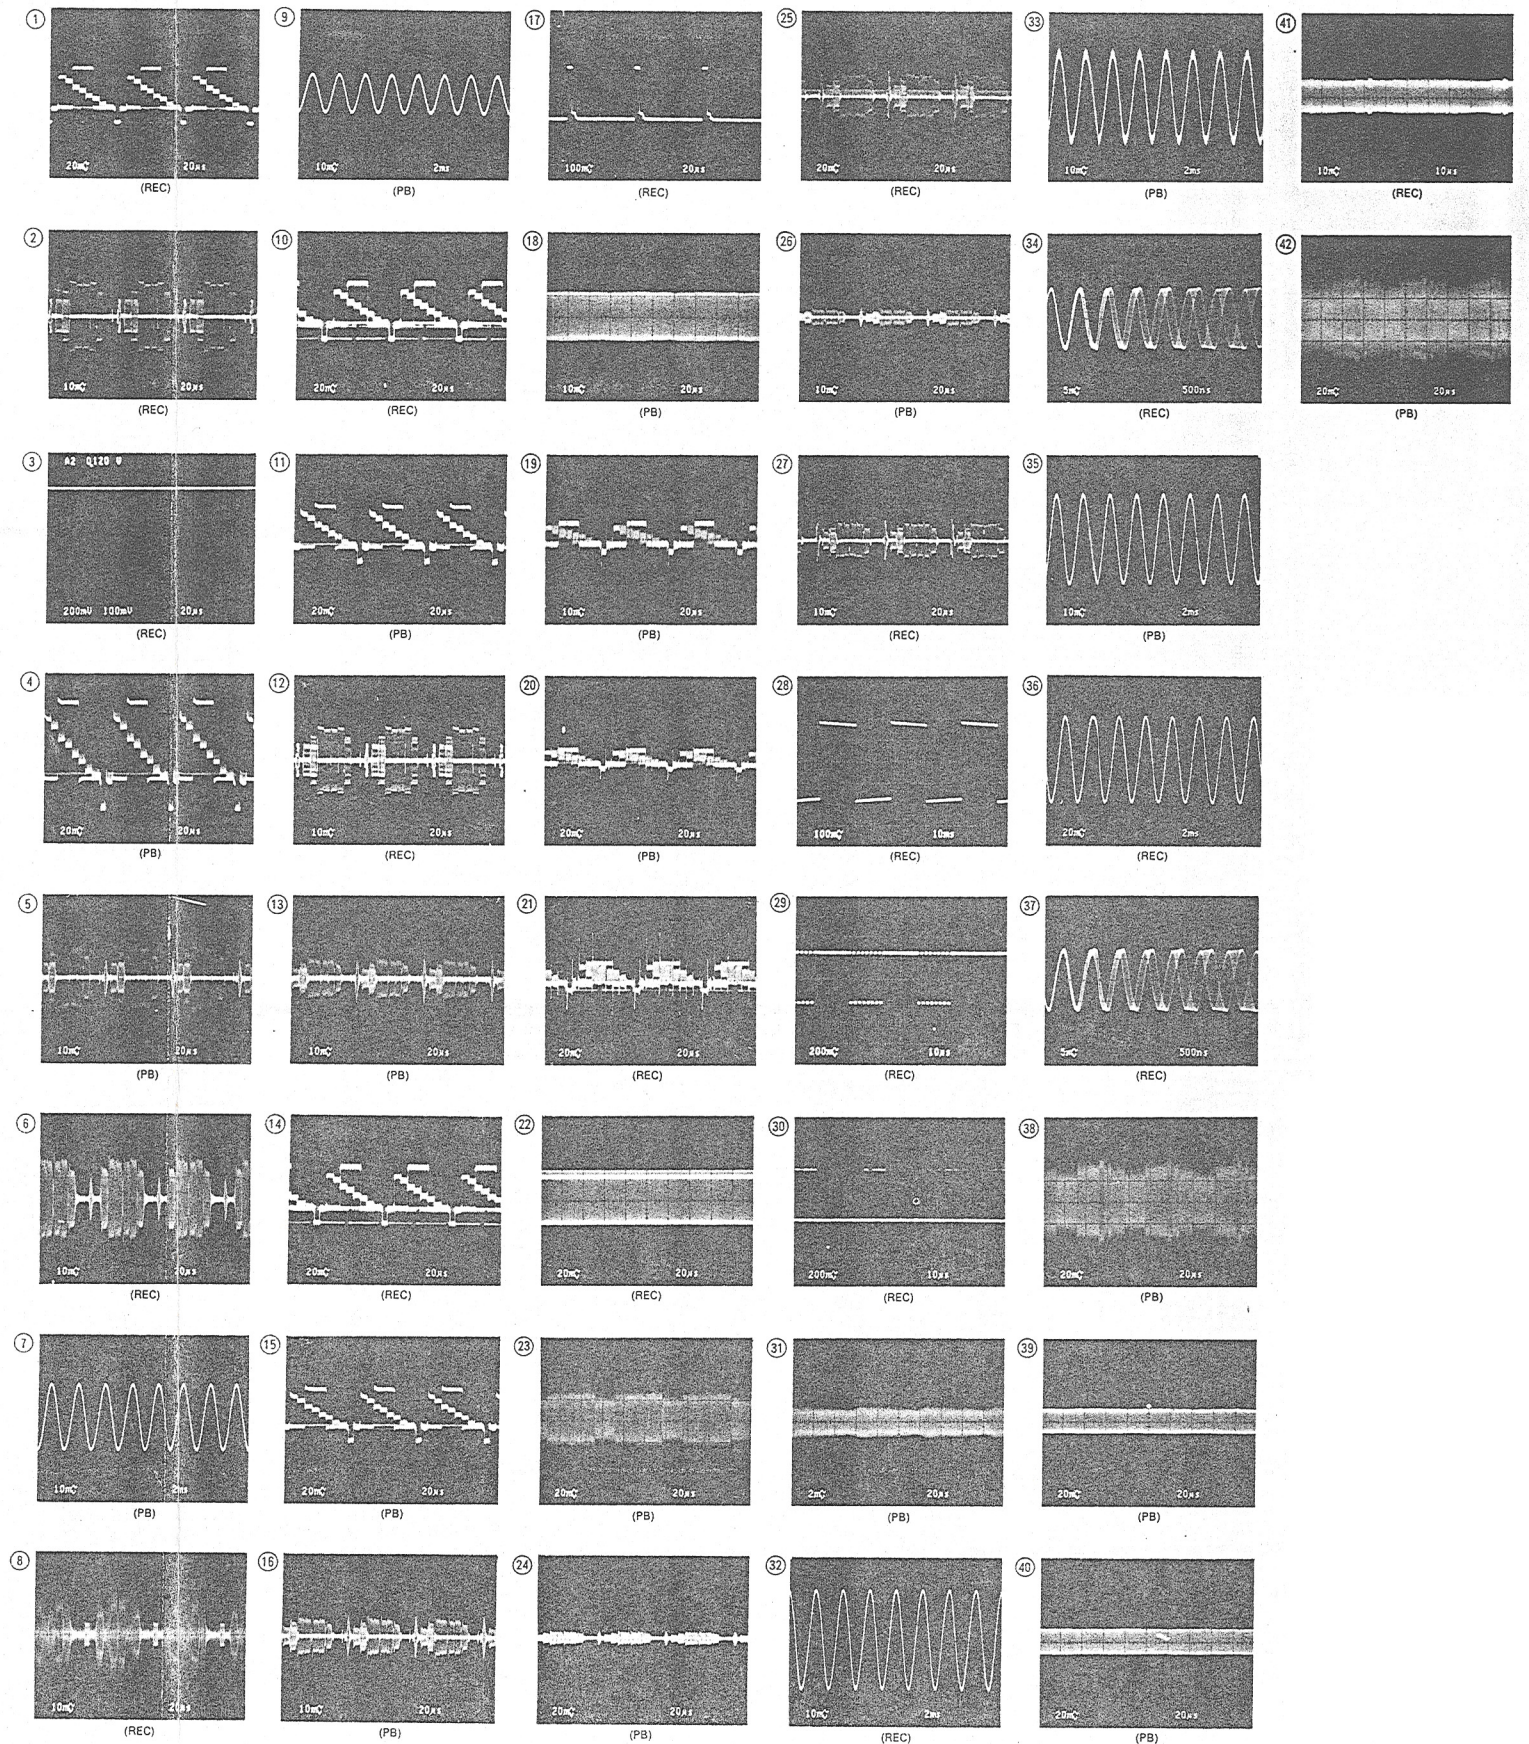 1
20mV 20µs
(REC)
2
10mV 20µs
(REC)
3
A2 0120 V
200mV 100mV 20µs
(REC)
4
20mV 20µs
(PB)
5
10mV 20µs
(PB)
6
10mV 20µs
(REC)
7
10mV 2ms
(PB)
8
10mV 20µs
(REC)
9
10mV 2ms
(PB)
10
20mV 20µs
(REC)
11
20mV 20µs
(PB)
12
10mV 20µs
(REC)
13
10mV 20µs
(PB)
14
20mV 20µs
(REC)
15
20mV 20µs
(PB)
16
10mV 20µs
(PB)
17
100mV 20µs
(REC)
18
10mV 20µs
(PB)
19
10mV 20µs
(PB)
20
20mV 20µs
(PB)
21
20mV 20µs
(REC)
22
20mV 20µs
(REC)
23
20mV 20µs
(PB)
24
20mV 20µs
(PB)
25
20mV 20µs
(REC)
26
10mV 20µs
(PB)
27
10mV 20µs
(REC)
28
100mV 10ms
(REC)
29
200mV 10µs
(REC)
30
200mV 10µs
(REC)
31
2mV 20µs
(PB)
32
10mV 2ms
(REC)
33
10mV 2ms
(PB)
34
5mV 500ns
(REC)
35
10mV 2ms
(PB)
36
20mV 2ms
(REC)
37
5mV 500ns
(REC)
38
20mV 20µs
(PB)
39
20mV 20µs
(PB)
40
20mV 20µs
(PB)
41
10mV 10µs
(REC)
42
20mV 20µs
(PB)